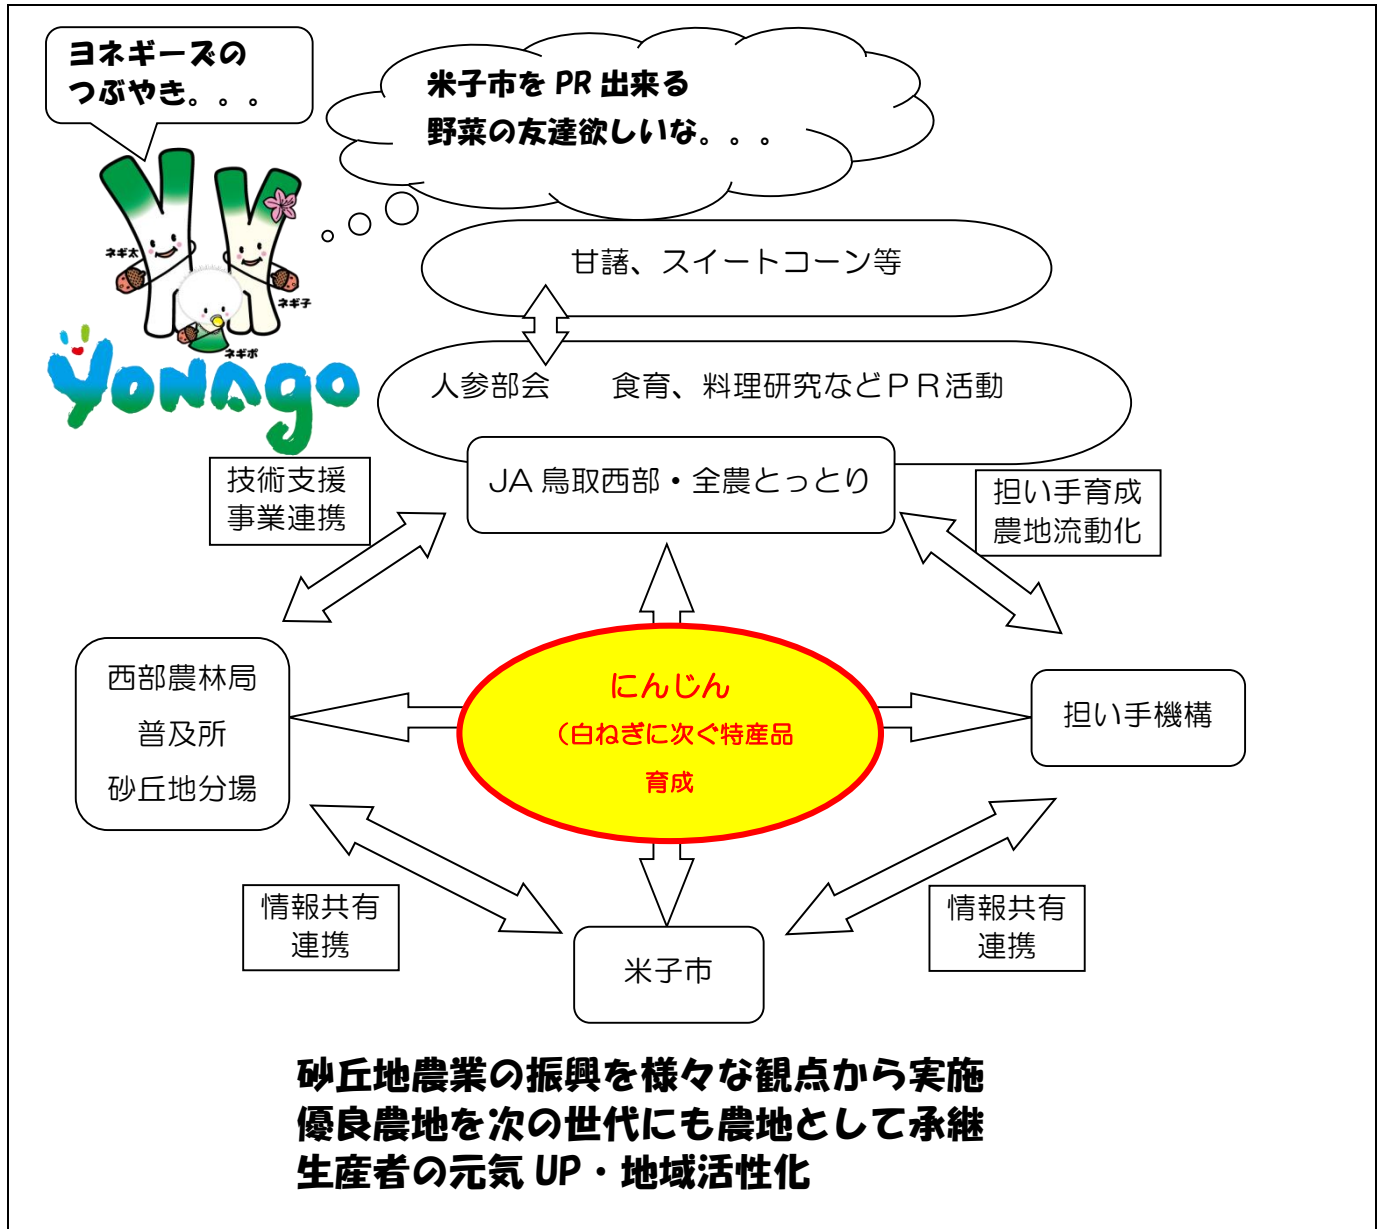 ヨネギーズの
つぶやき。。。
米子市を PR 出来る
野菜の友達欲しいな。。。
ネギ太
ネギ子
ネギポ
YONAGO
甘藷、スイートコーン等
人参部会　　食育、料理研究などＰＲ活動
JA 鳥取西部・全農とっとり
技術支援
事業連携
担い手育成
農地流動化
西部農林局
普及所
砂丘地分場
にんじん
（白ねぎに次ぐ特産品
育成
担い手機構
情報共有
連携
情報共有
連携
米子市
砂丘地農業の振興を様々な観点から実施
優良農地を次の世代にも農地として承継
生産者の元気 UP・地域活性化